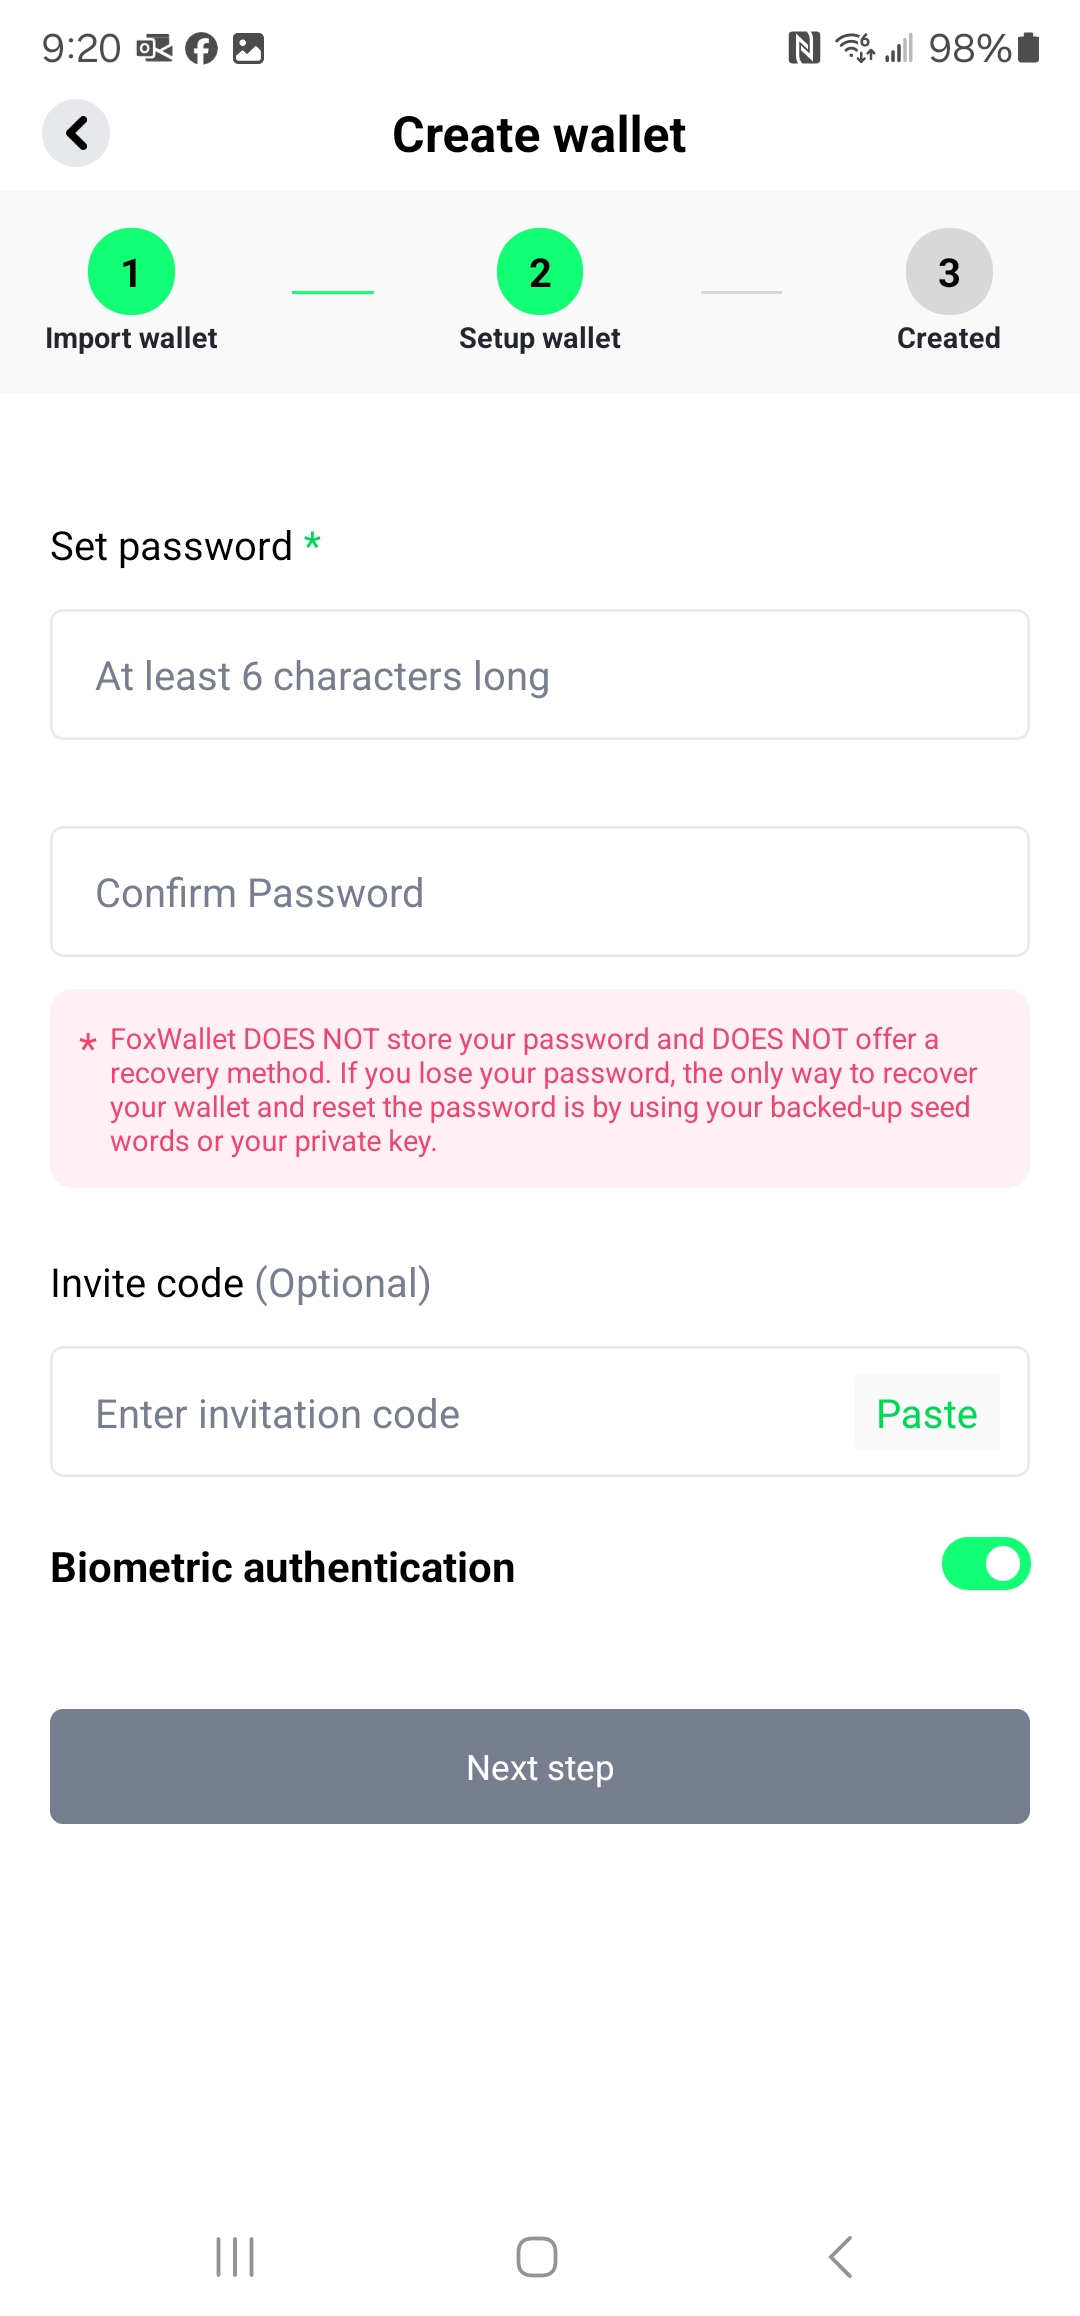 9:20
98%
Create wallet
1
2
3
Import wallet
Setup wallet
Created
Set password *
At least 6 characters long
Confirm Password
* FoxWallet DOES NOT store your password and DOES NOT offer a
recovery method. If you lose your password, the only way to recover
your wallet and reset the password is by using your backed-up seed
words or your private key.
Invite code (Optional)
Enter invitation code
Paste
Biometric authentication
Next step